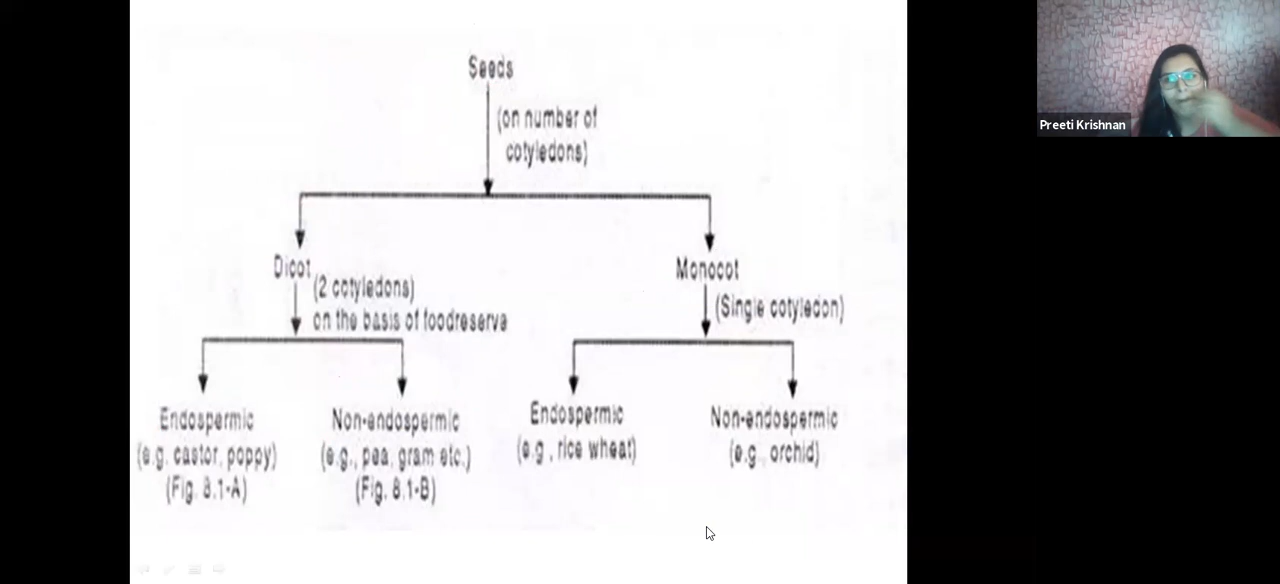 Seeds
(on number of
cotyledons)
Dicot
(2 cotyledons)
on the basis of foodreserve
Monocot
(Single cotyledon)
Endospermic
(e.g. castor, poppy)
(Fig. 8.1-A)
Non-endospermic
(e.g., pea, gram etc.)
(Fig. 8.1-B)
Endospermic
(e.g., rice wheat)
Non-endospermic
(e.g., orchid)
Preeti Krishnan